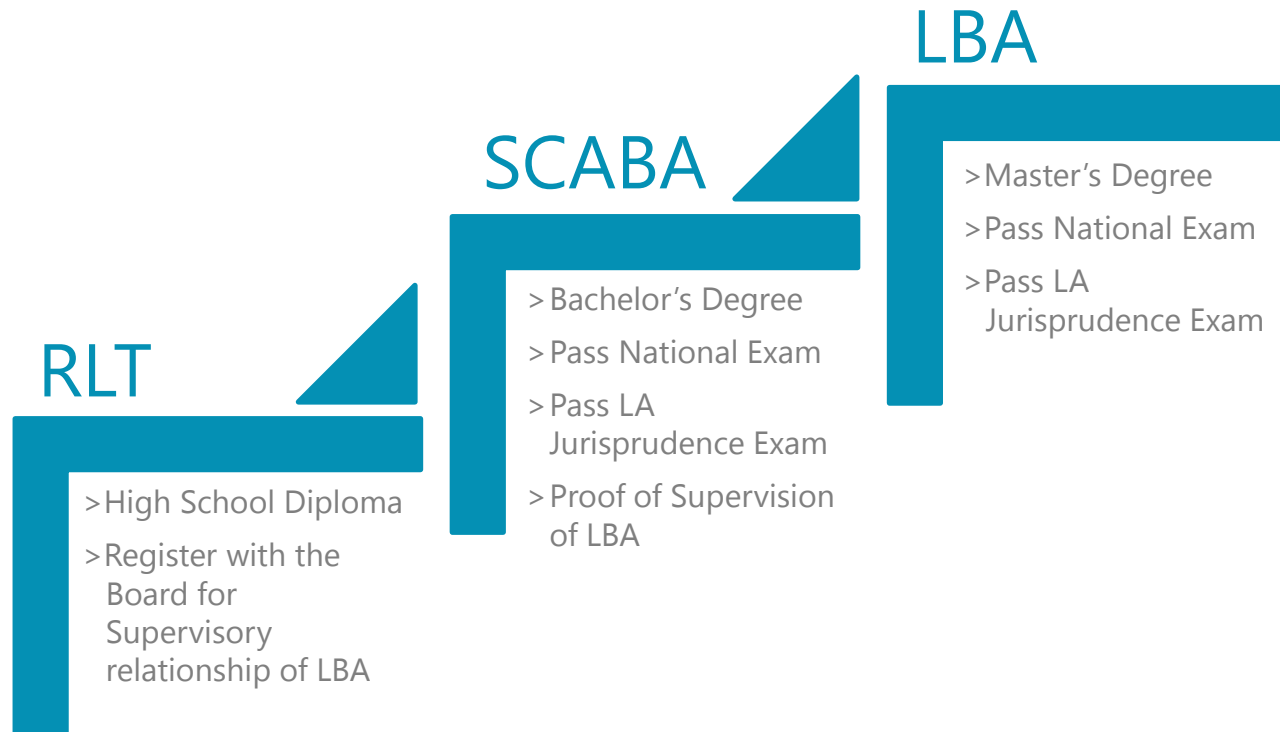 RLT
>High School Diploma
>Register with the
Board for
Supervisory
relationship of LBA
SCABA
>Bachelor's Degree
>Pass National Exam
>Pass LA
Jurisprudence Exam
>Proof of Supervision
of LBA
LBA
>Master's Degree
>Pass National Exam
>Pass LA
Jurisprudence Exam